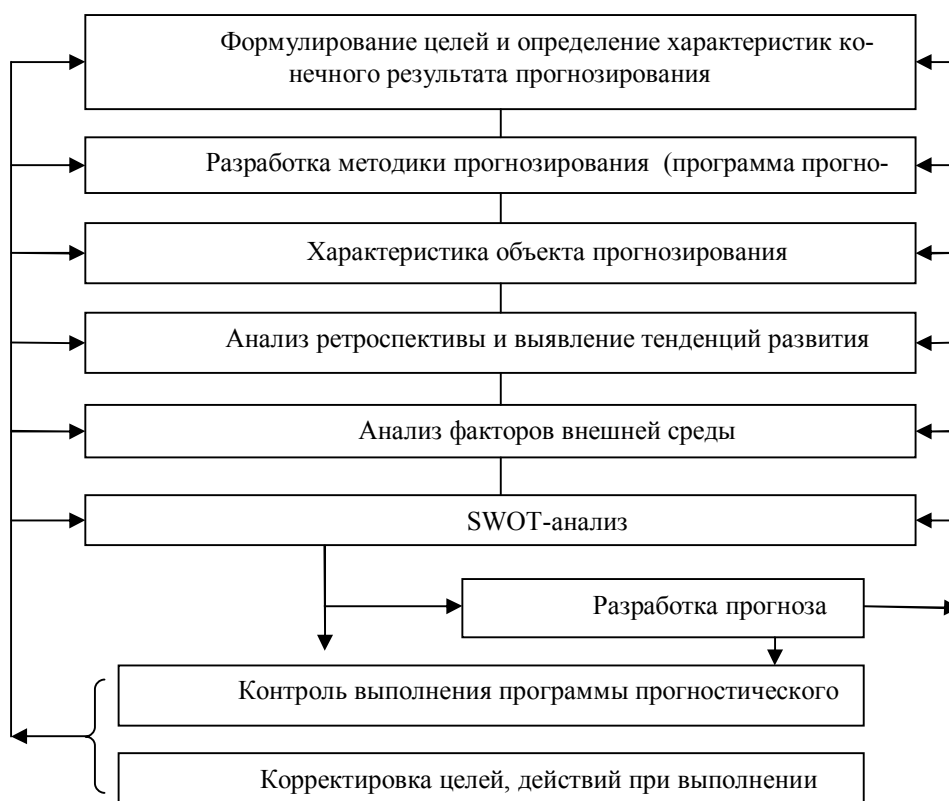 Формулирование целей и определение характеристик ко-
нечного результата прогнозирования
Разработка методики прогнозирования (программа прогно-
Характеристика объекта прогнозирования
Анализ ретроспективы и выявление тенденций развития
Анализ факторов внешней среды
SWOT-анализ
Разработка прогноза
Контроль выполнения программы прогностического
Корректировка целей, действий при выполнении